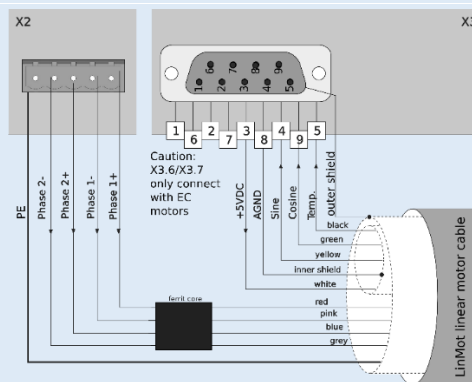 X2
X3
6
7
8
9
1
2
3
4
5
1
6
2
7
3
8
4
9
5
Caution:
X3.6/X3.7
only connect
with EC
motors
PE
Phase 2-
Phase 2+
Phase 1-
Phase 1+
+5VDC
AGND
Sine
Cosine
Temp.
outer shield
black
green
yellow
inner shield
white
ferrit core
red
pink
blue
grey
LinMot linear motor cable